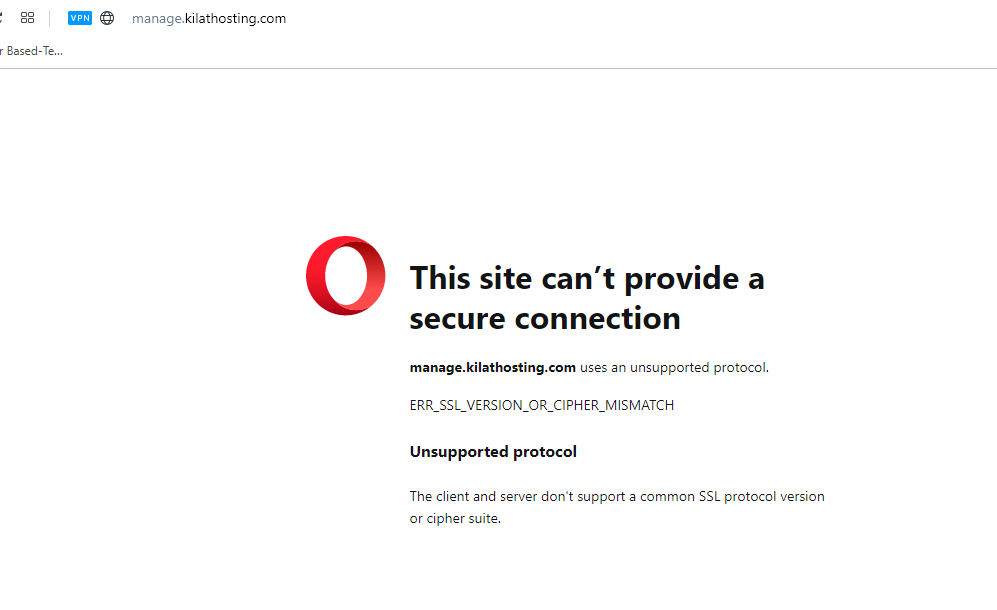 VPN manage.kilathosting.com
r Based-Te...
This site can’t provide a
secure connection
manage.kilathosting.com uses an unsupported protocol.
ERR_SSL_VERSION_OR_CIPHER_MISMATCH
Unsupported protocol
The client and server don't support a common SSL protocol version
or cipher suite.